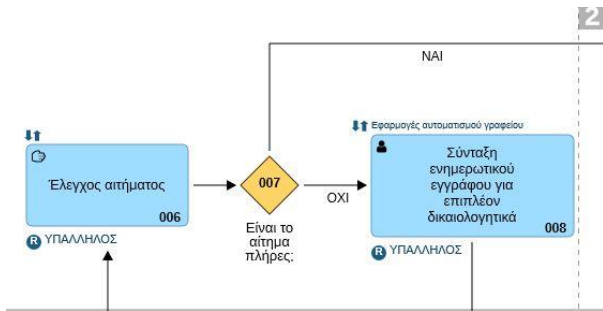 2
ΝΑΙ
Εφαρμογές αυτοματισμού γραφείου
Έλεγχος αιτήματος
006
R ΥΠΑΛΛΗΛΟΣ
007
Είναι το
αίτημα
πλήρες;
ΟΧΙ
Σύνταξη
ενημερωτικού
εγγράφου για
επιπλέον
δικαιολογητικά
008
R ΥΠΑΛΛΗΛΟΣ